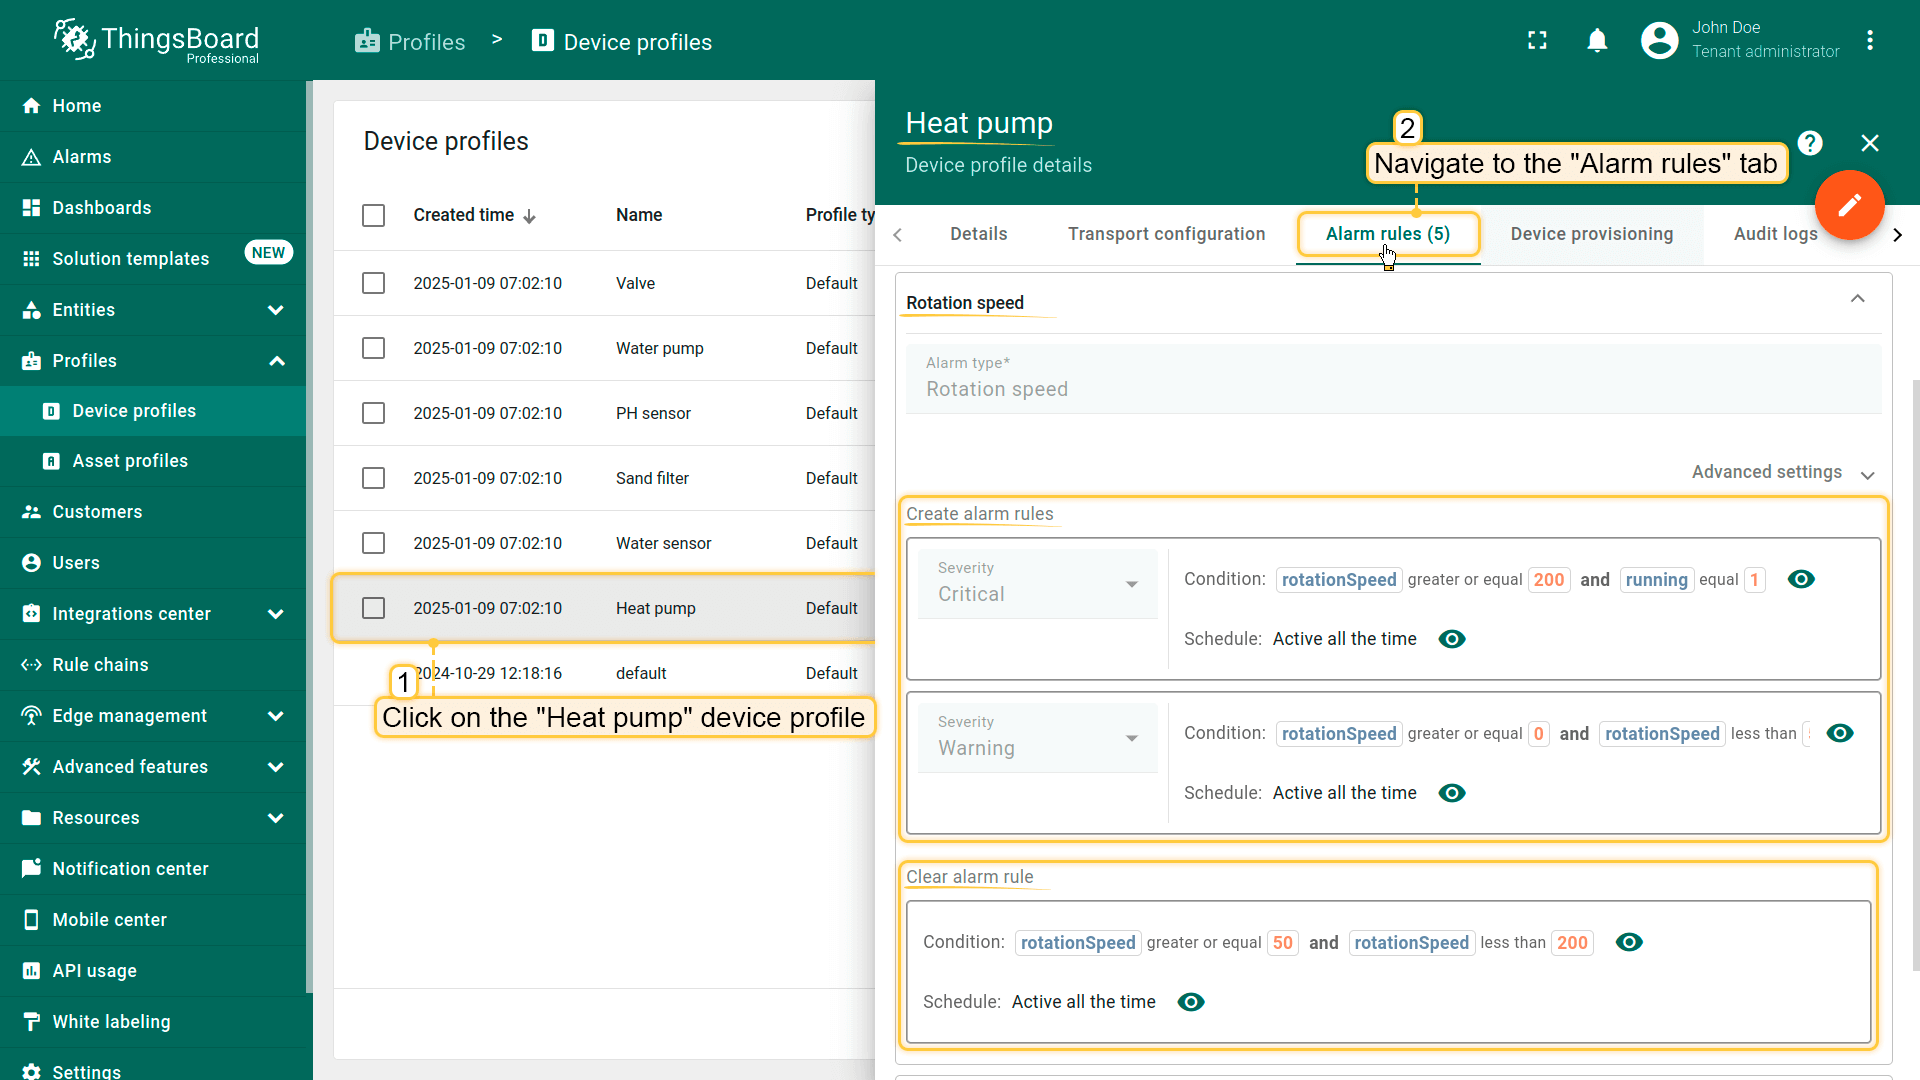 ThingsBoard
Professional
Profiles > Device profiles
John Doe
Tenant administrator
Home
Alarms
Dashboards
Solution templates NEW
Entities
Profiles
Device profiles
Asset profiles
Customers
Users
Integrations center
Rule chains
Edge management
Advanced features
Resources
Notification center
Mobile center
API usage
White labeling
Settings
Device profiles
Created time Name Profile ty
2025-01-09 07:02:10 Valve Default
2025-01-09 07:02:10 Water pump Default
2025-01-09 07:02:10 PH sensor Default
2025-01-09 07:02:10 Sand filter Default
2025-01-09 07:02:10 Water sensor Default
2025-01-09 07:02:10 Heat pump Default
2024-10-29 12:18:16 default Default
1
Click on the "Heat pump" device profile
Heat pump
Device profile details
2
Navigate to the "Alarm rules" tab
Details Transport configuration Alarm rules (5) Device provisioning Audit logs
Rotation speed
Alarm type*
Rotation speed
Advanced settings
Create alarm rules
Severity
Critical
Condition: rotationSpeed greater or equal 200 and running equal 1
Schedule: Active all the time
Severity
Warning
Condition: rotationSpeed greater or equal 0 and rotationSpeed less than
Schedule: Active all the time
Clear alarm rule
Condition: rotationSpeed greater or equal 50 and rotationSpeed less than 200
Schedule: Active all the time